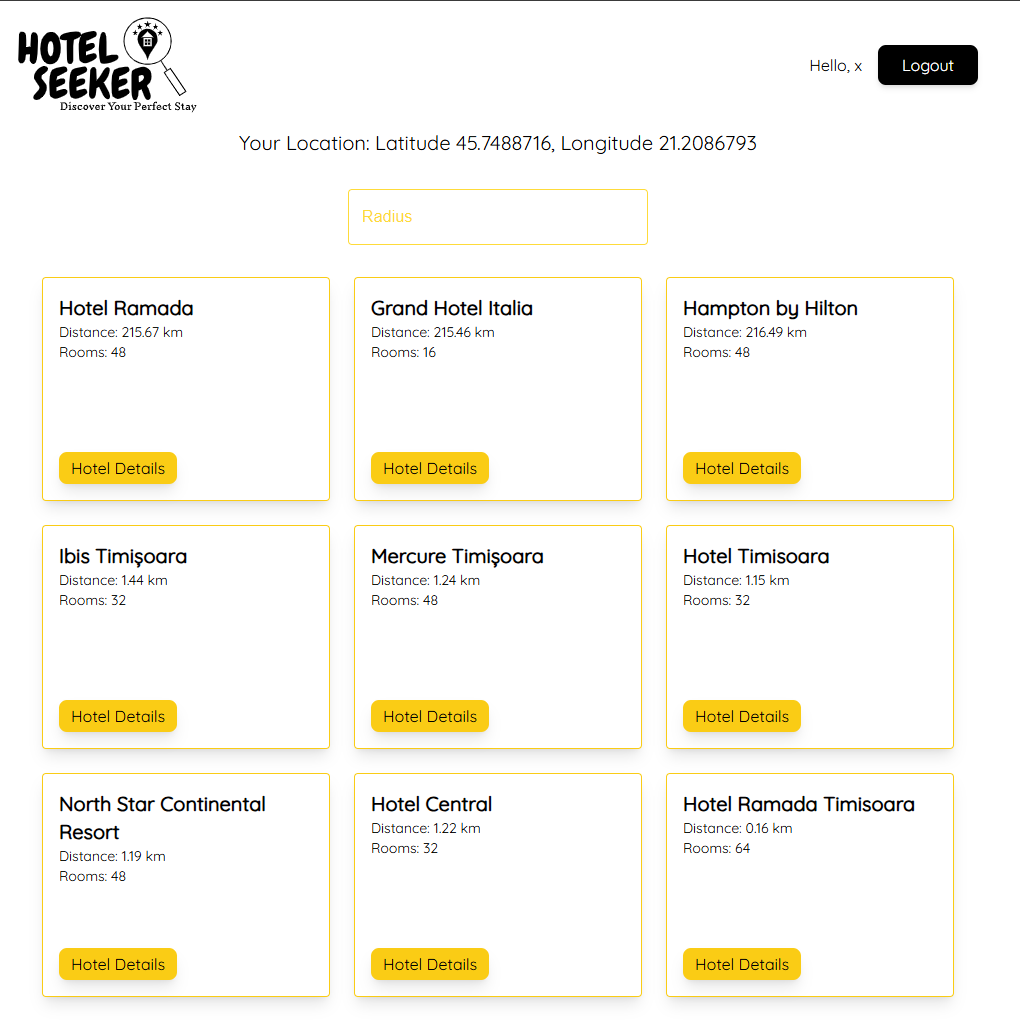 HOTEL
SEEKER
Discover Your Perfect Stay
Hello, x
Logout
Your Location: Latitude 45.7488716, Longitude 21.2086793
Radius
Hotel Ramada
Distance: 215.67 km
Rooms: 48
Hotel Details
Grand Hotel Italia
Distance: 215.46 km
Rooms: 16
Hotel Details
Hampton by Hilton
Distance: 216.49 km
Rooms: 48
Hotel Details
Ibis Timișoara
Distance: 1.44 km
Rooms: 32
Hotel Details
Mercure Timișoara
Distance: 1.24 km
Rooms: 48
Hotel Details
Hotel Timisoara
Distance: 1.15 km
Rooms: 32
Hotel Details
North Star Continental
Resort
Distance: 1.19 km
Rooms: 48
Hotel Details
Hotel Central
Distance: 1.22 km
Rooms: 32
Hotel Details
Hotel Ramada Timisoara
Distance: 0.16 km
Rooms: 64
Hotel Details